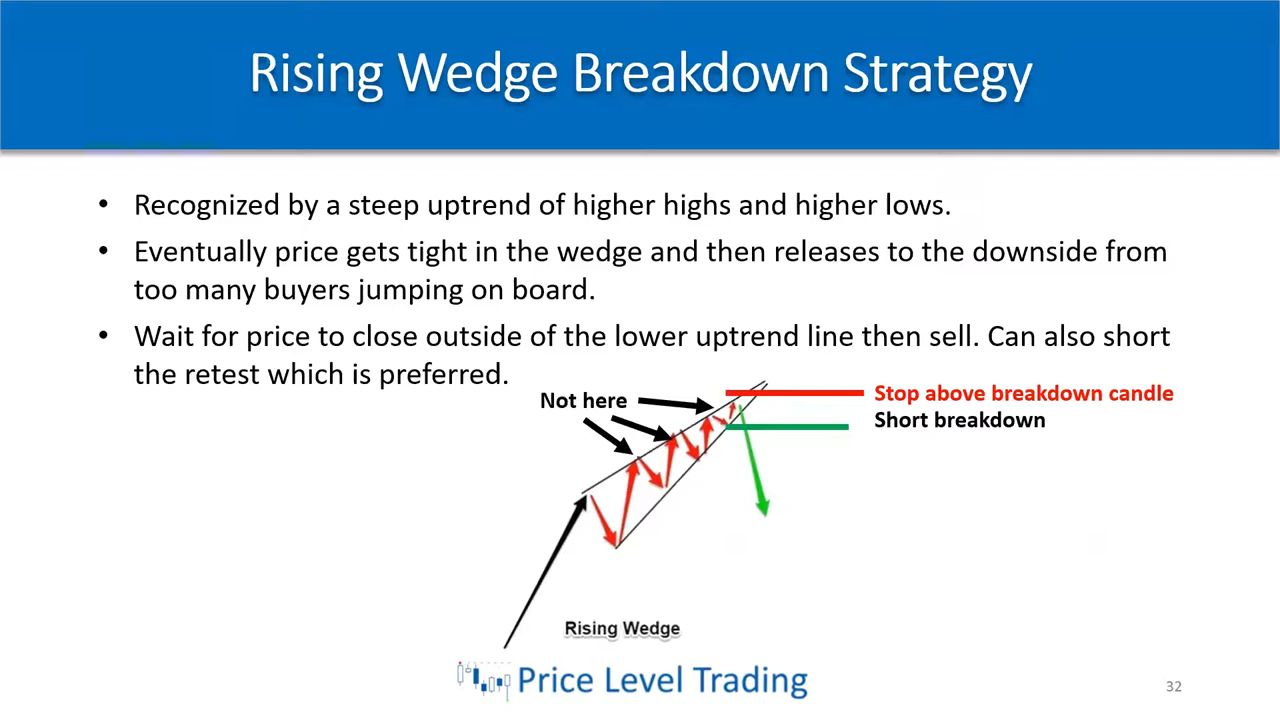 Rising Wedge Breakdown Strategy
• Recognized by a steep uptrend of higher highs and higher lows.
• Eventually price gets tight in the wedge and then releases to the downside from
too many buyers jumping on board.
• Wait for price to close outside of the lower uptrend line then sell. Can also short
the retest which is preferred.
Not here
Stop above breakdown candle
Short breakdown
Rising Wedge
Price Level Trading
32